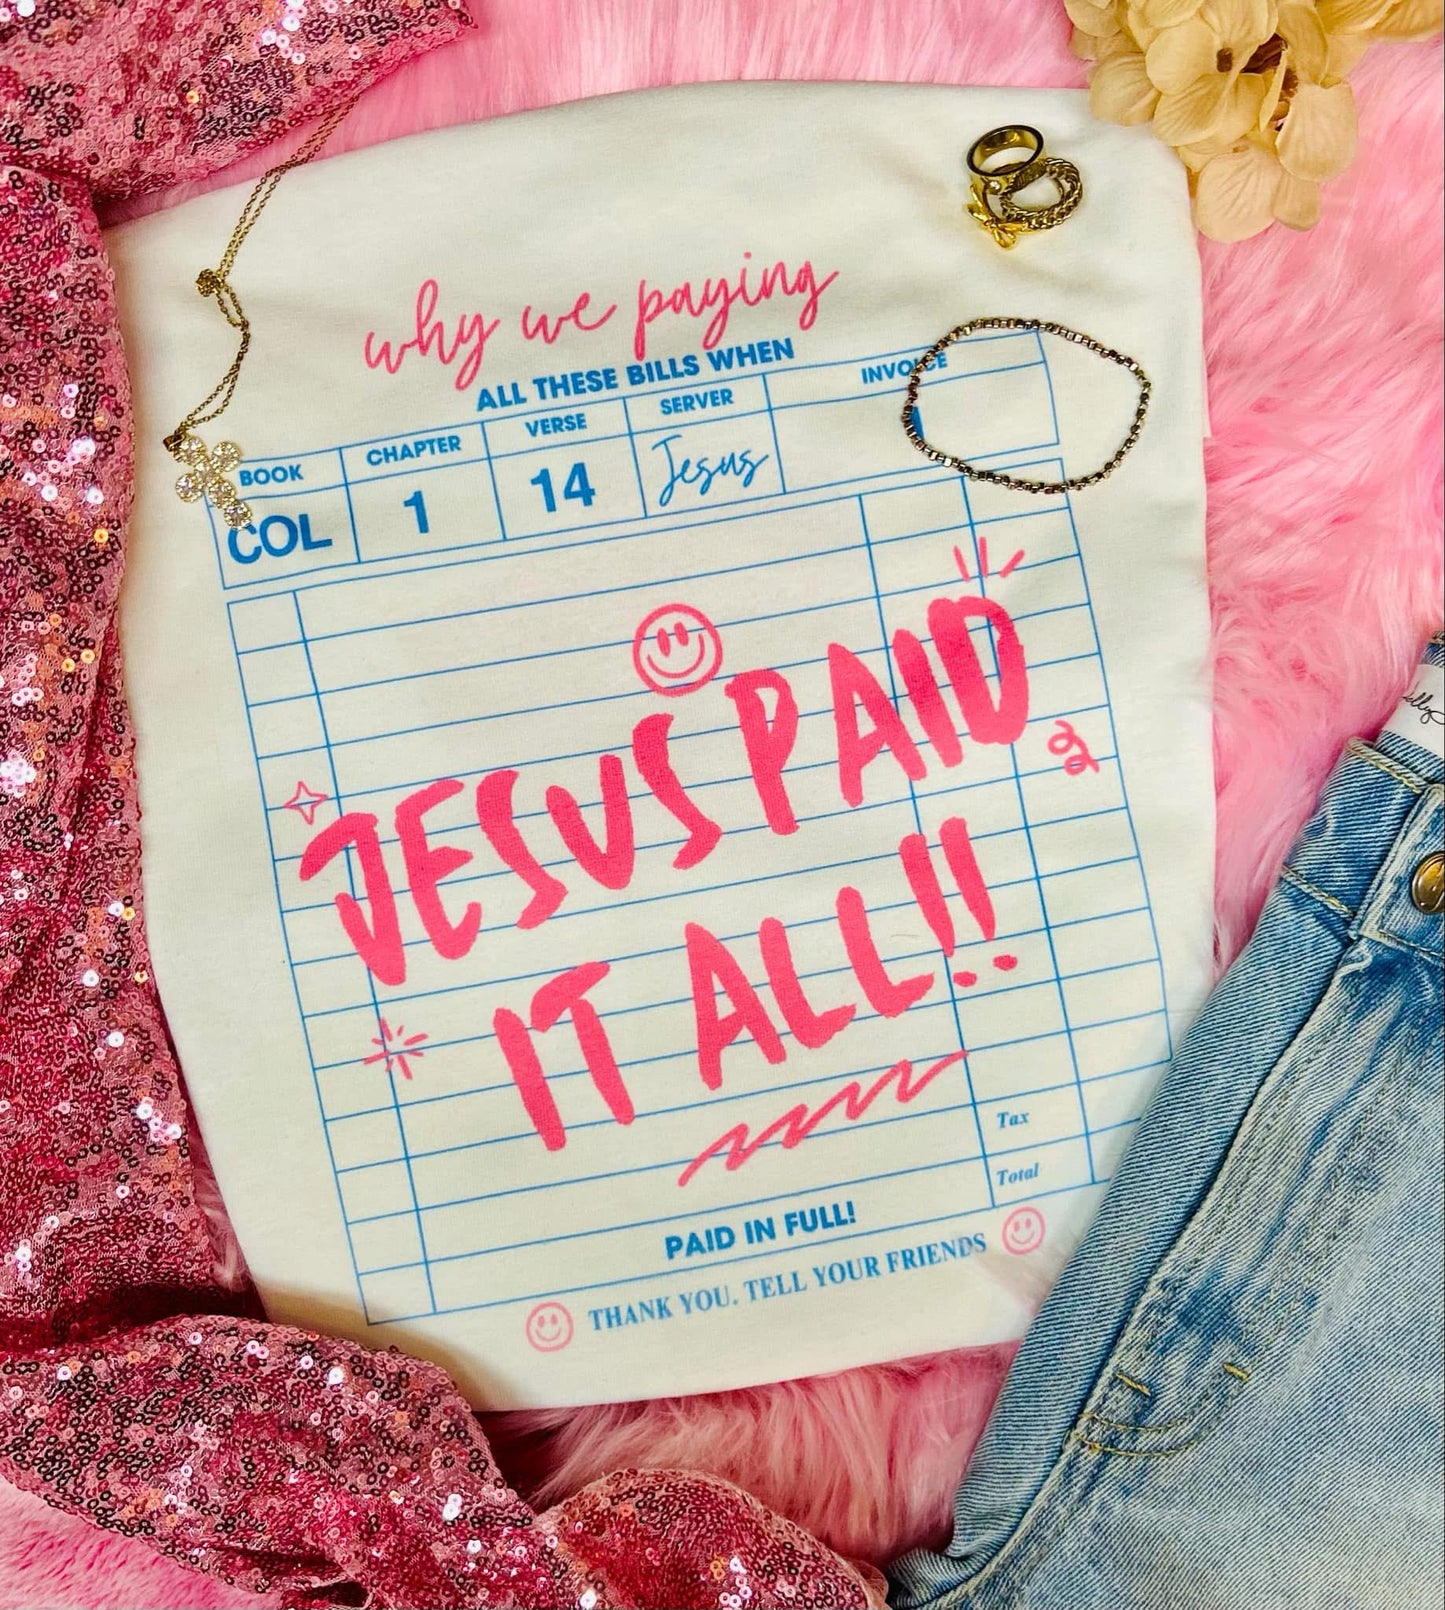 why we paying
ALL THESE BILLS WHEN
BOOK CHAPTER VERSE SERVER INVOICE
COL 1 14 Jesus
JESUS PAID
IT ALL!!
Tax
Total
PAID IN FULL!
THANK YOU. TELL YOUR FRIENDS